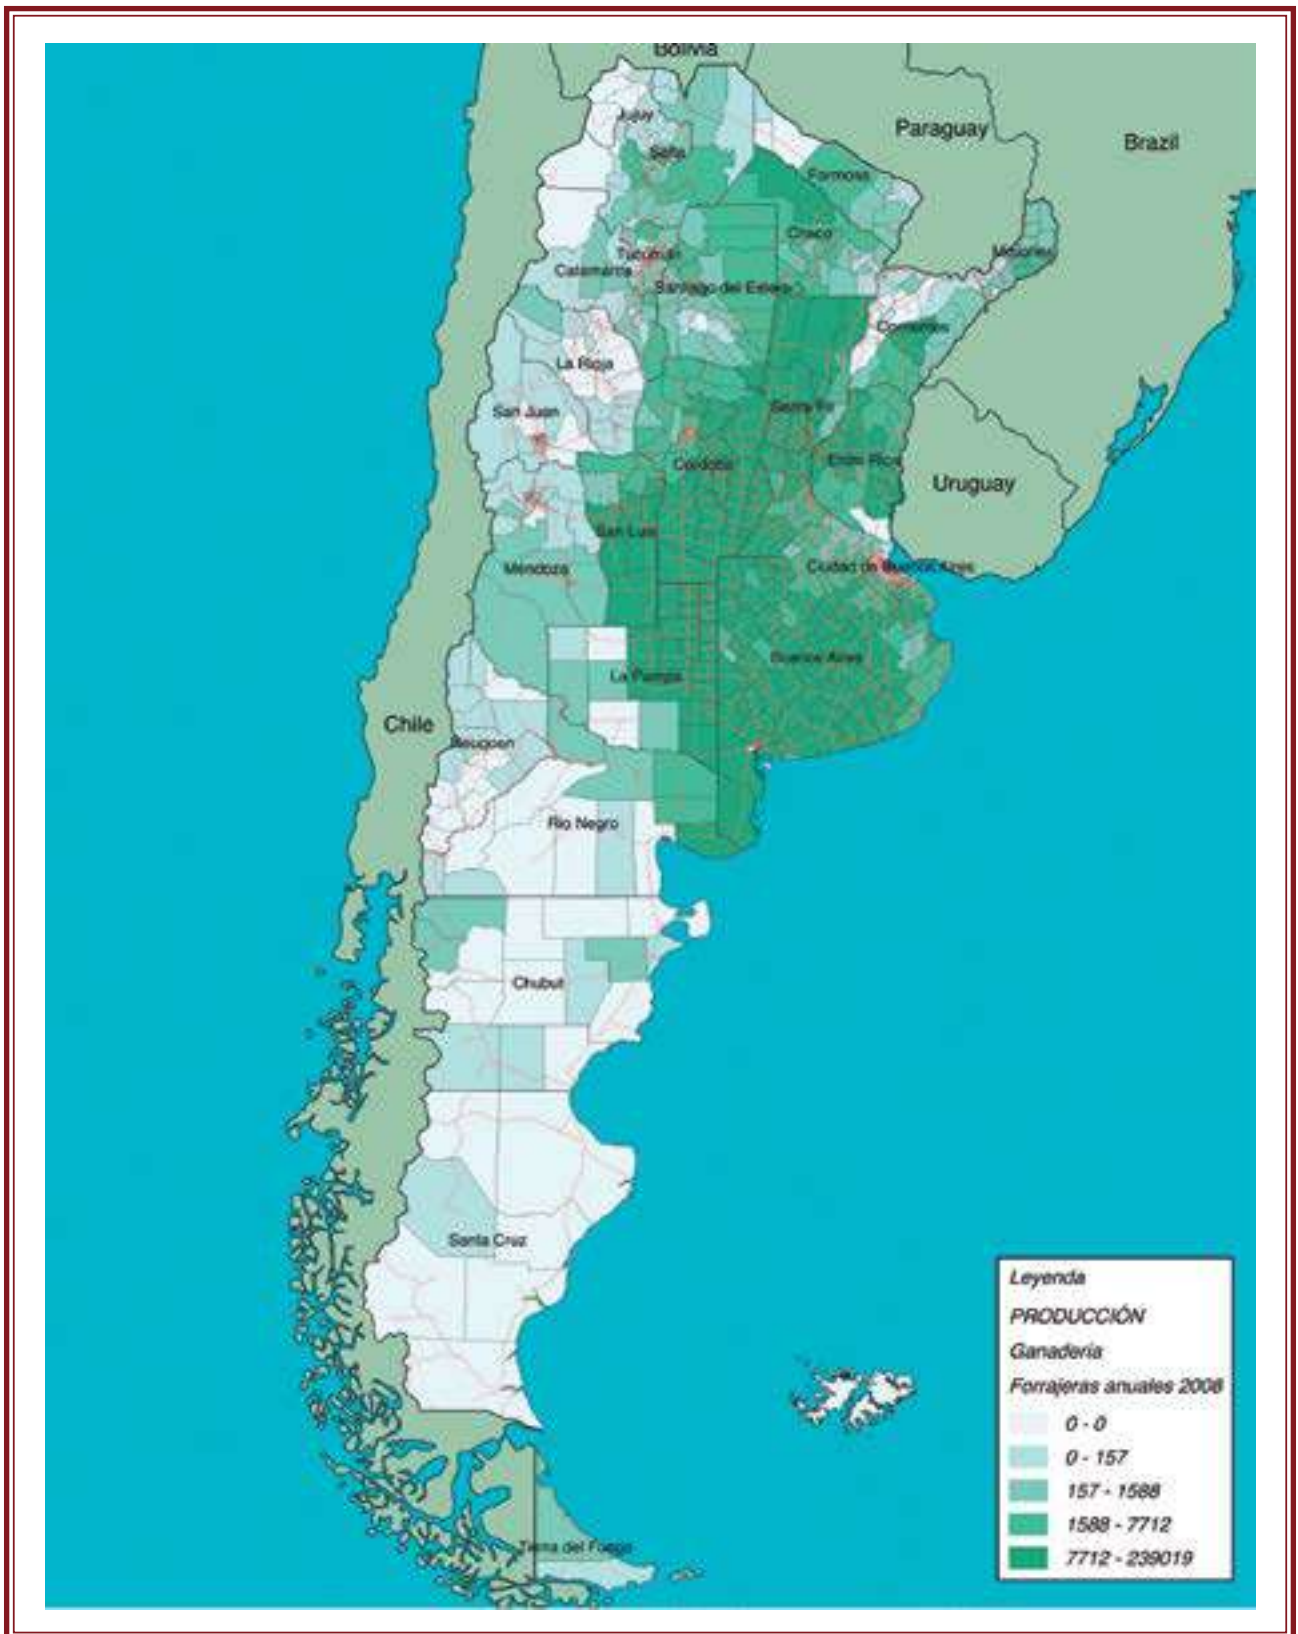 Bolivia
Paraguay
Brazil
Jujuy
Salta
Formosa
Chaco
Misiones
Tucumán
Catamarca
Santiago del Estero
Corrientes
La Rioja
San Juan
Santa Fe
Córdoba
Entre Rios
Uruguay
San Luis
Mendoza
Ciudad de Buenos Aires
Buenos Aires
La Pampa
Chile
Neuquen
Rio Negro
Chubut
Santa Cruz
Tierra del Fuego
Leyenda
PRODUCCIÓN
Ganadería
Forrajeras anuales 2008
0 - 0
0 - 157
157 - 1588
1588 - 7712
7712 - 239019